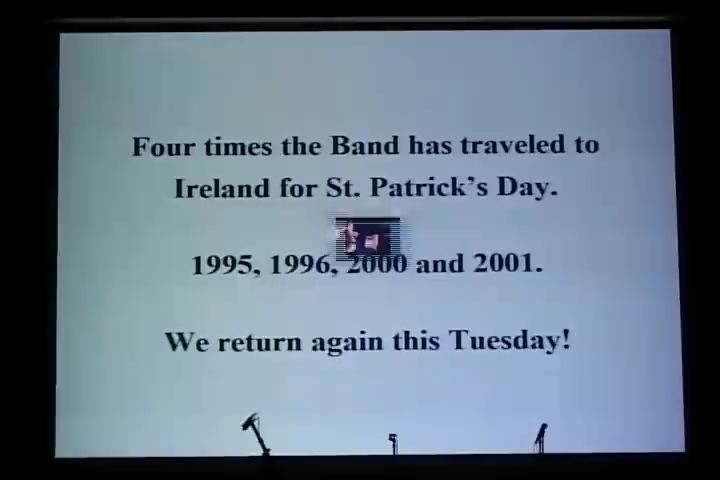 Four times the Band has traveled to
Ireland for St. Patrick's Day.
1995, 1996, 2000 and 2001.
We return again this Tuesday!